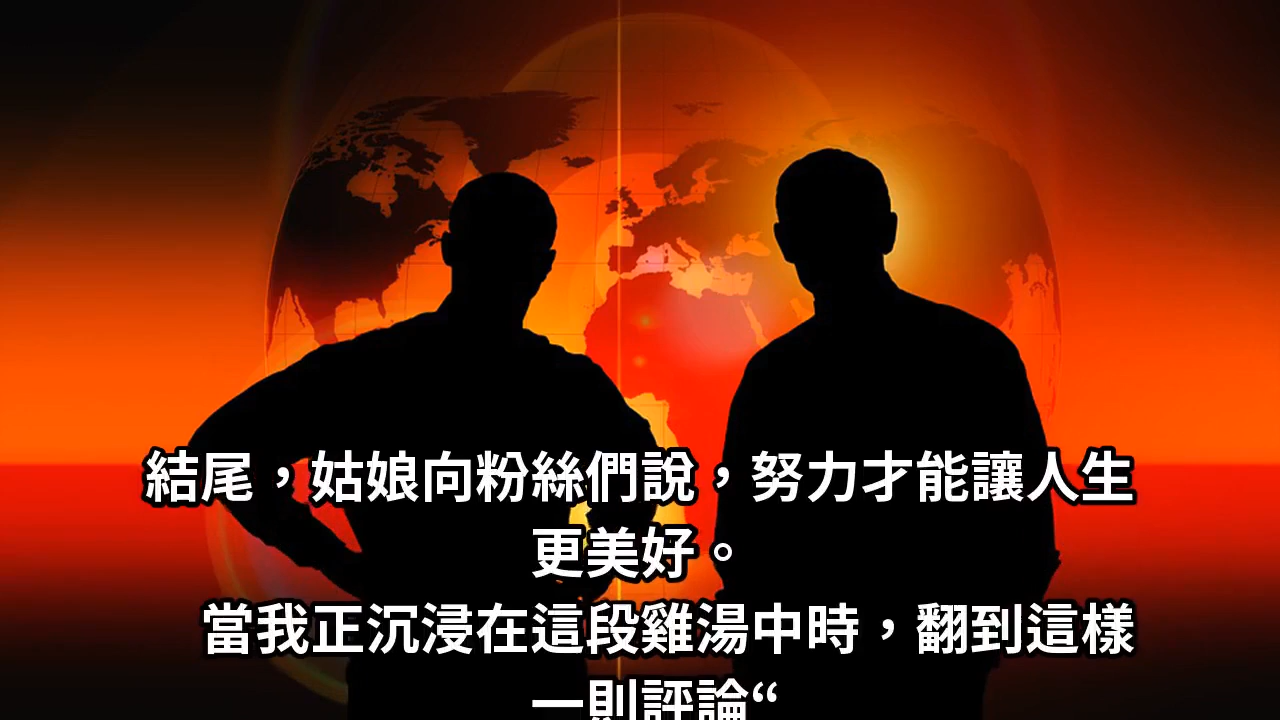 結尾，姑娘向粉絲們說，努力才能讓人生
更美好。
當我正沉浸在這段雞湯中時，翻到這樣
一則評論“